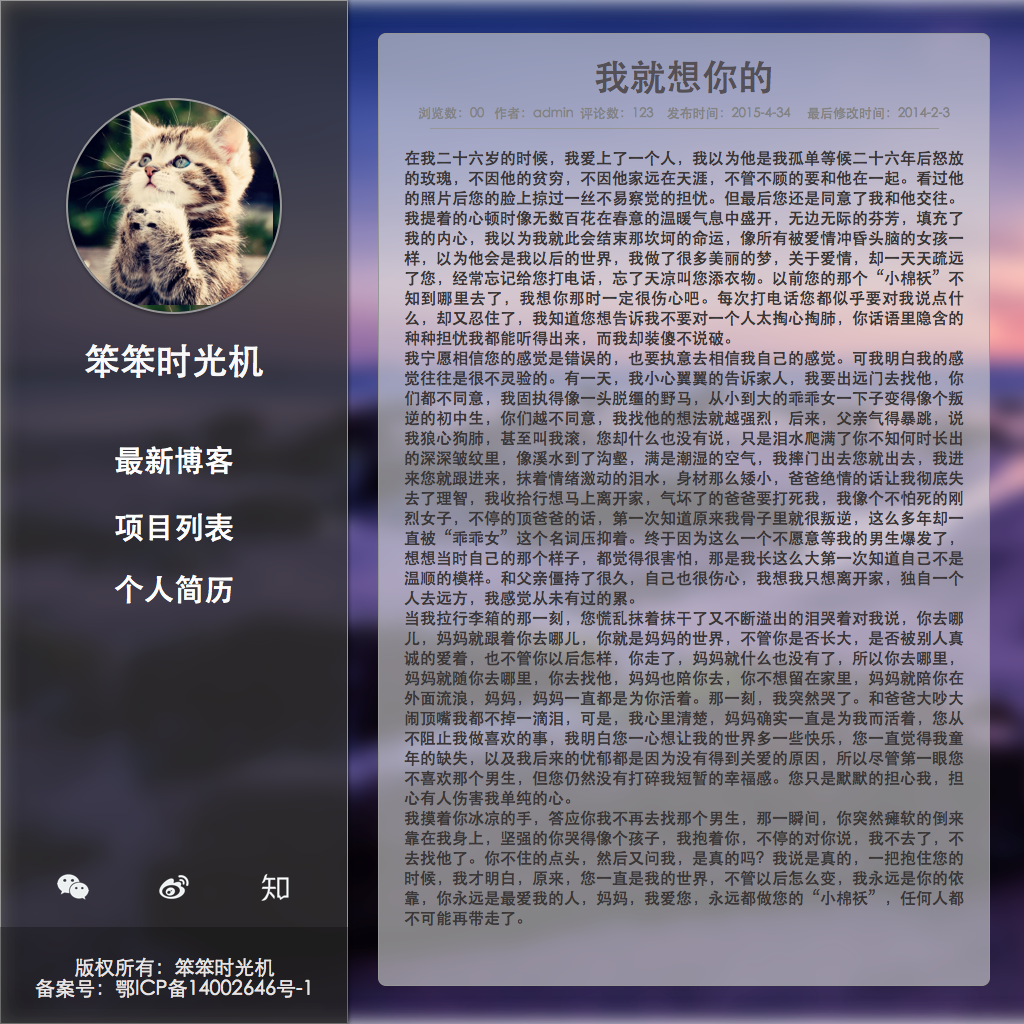 笨笨时光机
最新博客
项目列表
个人简历
知
版权所有：笨笨时光机
备案号：鄂ICP备14002646号-1
我就想你的
浏览数：00 作者：admin 评论数：123 发布时间：2015-4-34 最后修改时间：2014-2-3
在我二十六岁的时候，我爱上了一个人，我以为他是我孤单等候二十六年后怒放
的玫瑰，不因他的贫穷，不因他家远在天涯，不管不顾的要和他在一起。看过他
的照片后您的脸上掠过一丝不易察觉的担忧。但最后您还是同意了我和他交往。
我提着的心顿时像无数百花在春意的温暖气息中盛开，无边无际的芬芳，填充了
我的内心，我以为我就此会结束那坎坷的命运，像所有被爱情冲昏头脑的女孩一
样，以为他会是我以后的世界，我做了很多美丽的梦，关于爱情，却一天天疏远
了您，经常忘记给您打电话，忘了天凉叫您添衣物。以前您的那个“小棉袄”不
知到哪里去了，我想你那时一定很伤心吧。每次打电话您都似乎要对我说点什
么，却又忍住了，我知道您想告诉我不要对一个人太掏心掏肺，你话语里隐含的
种种担忧我都能听得出来，而我却装傻不说破。
我宁愿相信您的感觉是错误的，也要执意去相信我自己的感觉。可我明白我的感
觉往往是很不灵验的。有一天，我小心翼翼的告诉家人，我要出远门去找他，你
们都不同意，我固执得像一头脱缰的野马，从小到大的乖乖女一下子变得像个叛
逆的初中生，你们越不同意，我找他的想法就越强烈，后来，父亲气得暴跳，说
我狼心狗肺，甚至叫我滚，您却什么也没有说，只是泪水爬满了你不知何时长出
的深深皱纹里，像溪水到了沟壑，满是潮湿的空气，我摔门出去您就出去，我进
来您就跟进来，抹着情绪激动的泪水，身材那么矮小，爸爸绝情的话让我彻底失
去了理智，我收拾行想马上离开家，气坏了的爸爸要打死我，我像个不怕死的刚
烈女子，不停的顶爸爸的话，第一次知道原来我骨子里就很叛逆，这么多年却一
直被“乖乖女”这个名词压抑着。终于因为这么一个不愿意等我的男生爆发了，
想想当时自己的那个样子，都觉得很害怕，那是我长这么大第一次知道自己不是
温顺的模样。和父亲僵持了很久，自己也很伤心，我想我只想离开家，独自一个
人去远方，我感觉从未有过的累。
当我拉行李箱的那一刻，您慌乱抹着抹干了又不断溢出的泪哭着对我说，你去哪
儿，妈妈就跟着你去哪儿，你就是妈妈的世界，不管你是否长大，是否被别人真
诚的爱着，也不管你以后怎样，你走了，妈妈就什么也没有了，所以你去哪里，
妈妈就随你去哪里，你去找他，妈妈也陪你去，你不想留在家里，妈妈就陪你在
外面流浪，妈妈，妈妈一直都是为你活着。那一刻，我突然哭了。和爸爸大吵大
闹顶嘴我都不掉一滴泪，可是，我心里清楚，妈妈确实一直是为我而活着，您从
不阻止我做喜欢的事，我明白您一心想让我的世界多一些快乐，您一直觉得我童
年的缺失，以及我后来的忧郁都是因为没有得到关爱的原因，所以尽管第一眼您
不喜欢那个男生，但您仍然没有打碎我短暂的幸福感。您只是默默的担心我，担
心有人伤害我单纯的心。
我摸着你冰凉的手，答应你我不再去找那个男生，那一瞬间，你突然瘫软的倒来
靠在我身上，坚强的你哭得像个孩子，我抱着你，不停的对你说，我不去了，不
去找他了。你不住的点头，然后又问我，是真的吗？我说是真的，一把抱住您的
时候，我才明白，原来，您一直是我的世界，不管以后怎么变，我永远是你的依
靠，你永远是最爱我的人，妈妈，我爱您，永远都做您的“小棉袄”，任何人都
不可能再带走了。